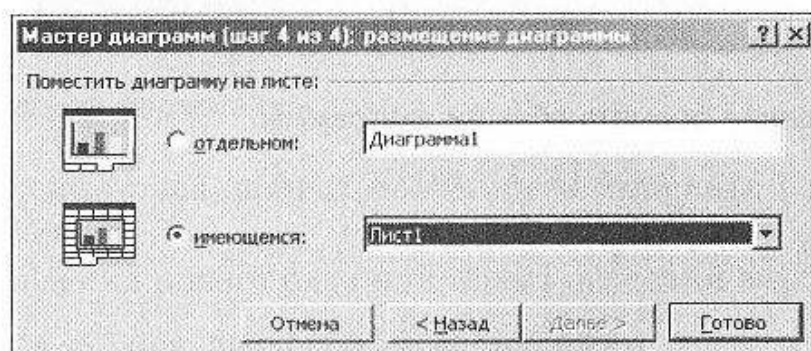 Мастер диаграмм (шаг 4 из 4): размещение диаграммы
Поместить диаграмму на листе:
отдельном: Диаграмма1
имеющемся: Лист1
Отмена < Назад Далее > Готово